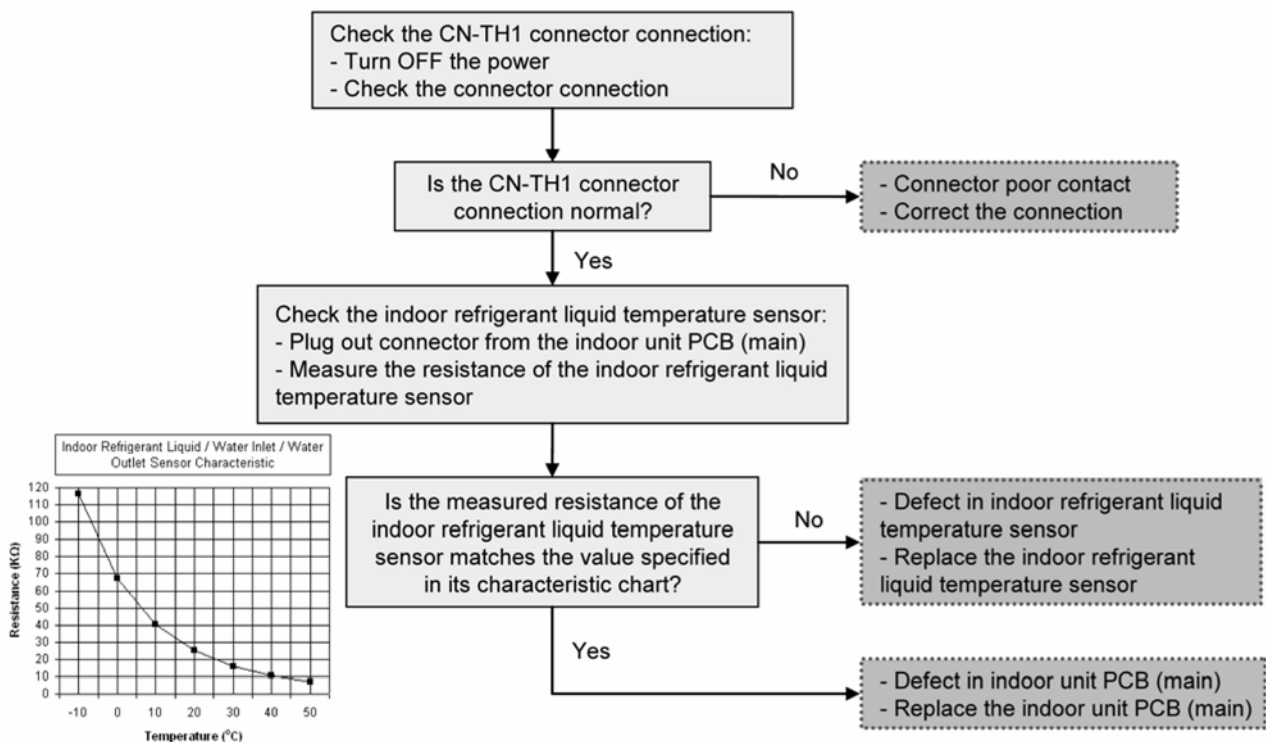 Check the CN-TH1 connector connection:
- Turn OFF the power
- Check the connector connection
Is the CN-TH1 connector
connection normal?
No
- Connector poor contact
- Correct the connection
Yes
Check the indoor refrigerant liquid temperature sensor:
- Plug out connector from the indoor unit PCB (main)
- Measure the resistance of the indoor refrigerant liquid
temperature sensor
Indoor Refrigerant Liquid / Water Inlet / Water
Outlet Sensor Characteristic
Resistance (KΩ)
120
110
100
90
80
70
60
50
40
30
20
10
0
-10 0 10 20 30 40 50
Temperature (°C)
Is the measured resistance of the
indoor refrigerant liquid temperature
sensor matches the value specified
in its characteristic chart?
No
- Defect in indoor refrigerant liquid
temperature sensor
- Replace the indoor refrigerant
liquid temperature sensor
Yes
- Defect in indoor unit PCB (main)
- Replace the indoor unit PCB (main)